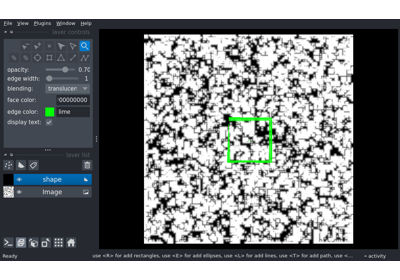 File View Plugins Window Help
layer controls
opacity: 0.70
edge width: 1
blending: translucen
face color: 00000000
edge color: lime
display text:
layer list
shape
Image
Ready use <R> for add rectangles, use <E> for add ellipses, use <L> for add lines, use <T> for add path, use <... activity